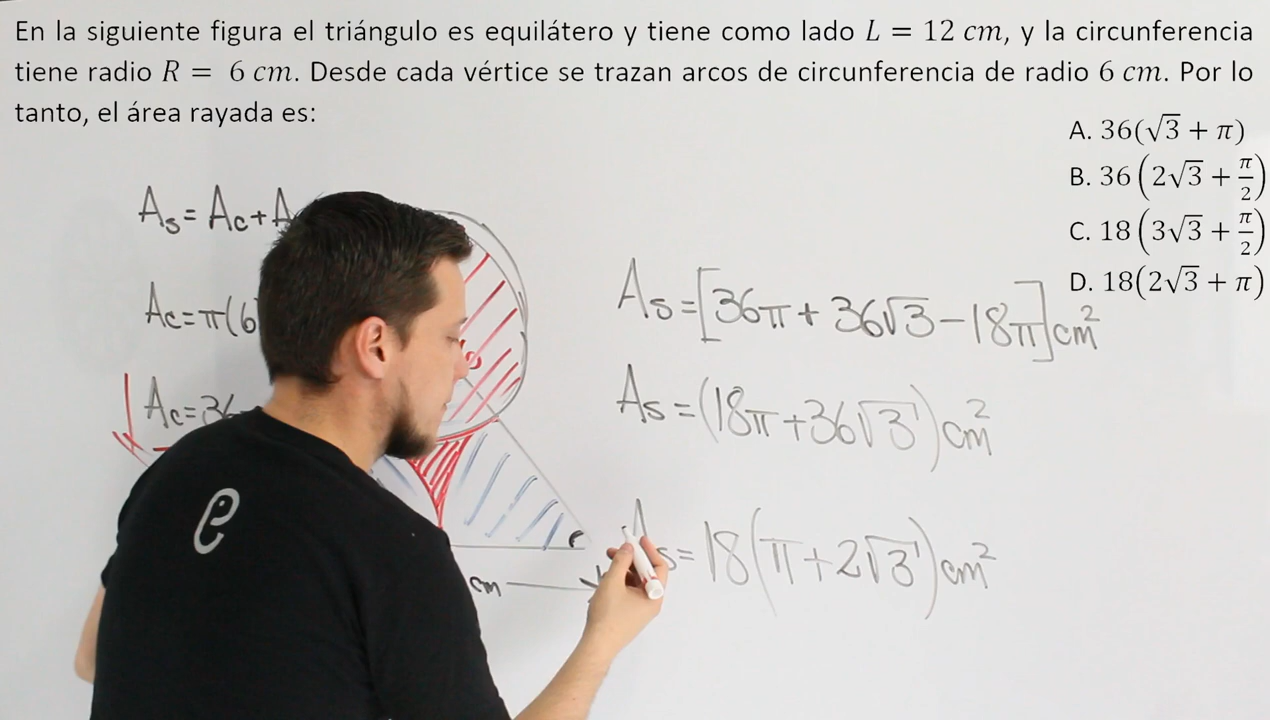 En la siguiente figura el triángulo es equilátero y tiene como lado L = 12 cm, y la circunferencia
tiene radio R = 6 cm. Desde cada vértice se trazan arcos de circunferencia de radio 6 cm. Por lo
tanto, el área rayada es:
A. 36(√3 + π)
B. 36(2√3 + π/2)
C. 18(3√3 + π/2)
D. 18(2√3 + π)
As = Ac + A
Ac = π(6
Ac = 36
As = [36π + 36√3 − 18π] cm²
As = (18π + 36√3) cm²
As = 18(π + 2√3) cm²
cm
e